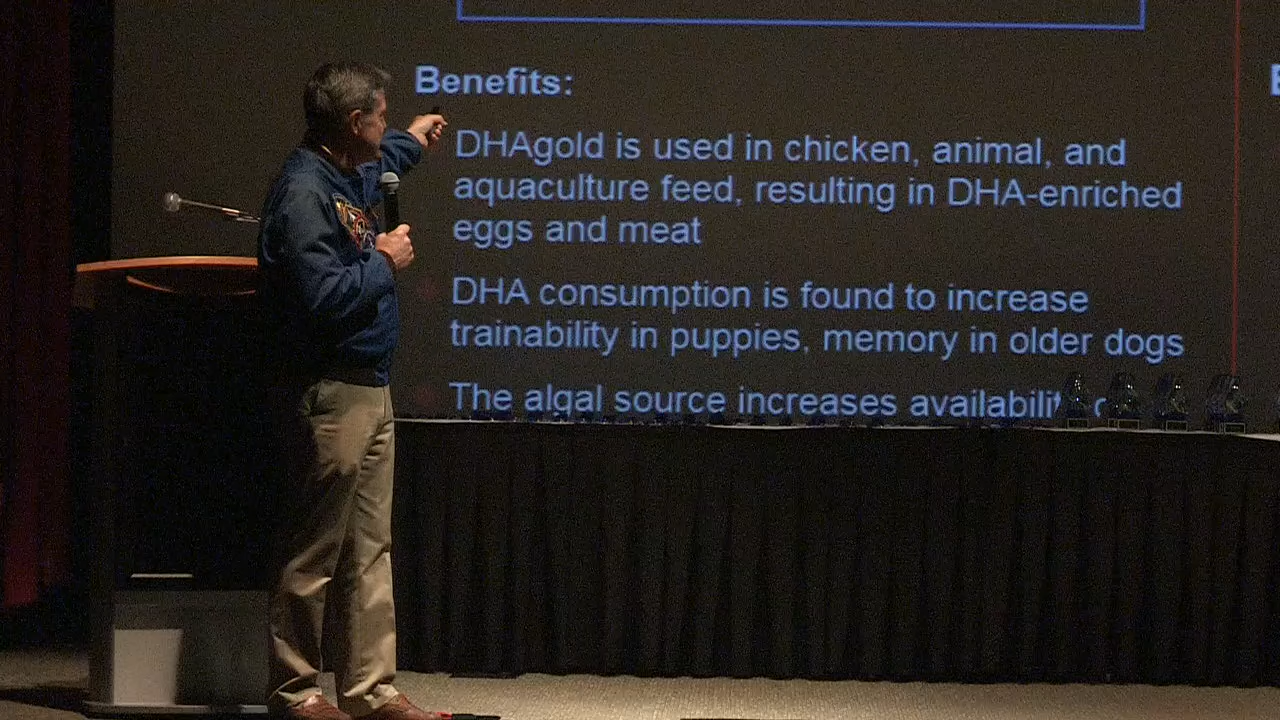 Benefits:
DHAgold is used in chicken, animal, and
aquaculture feed, resulting in DHA-enriched
eggs and meat
DHA consumption is found to increase
trainability in puppies, memory in older dogs
The algal source increases